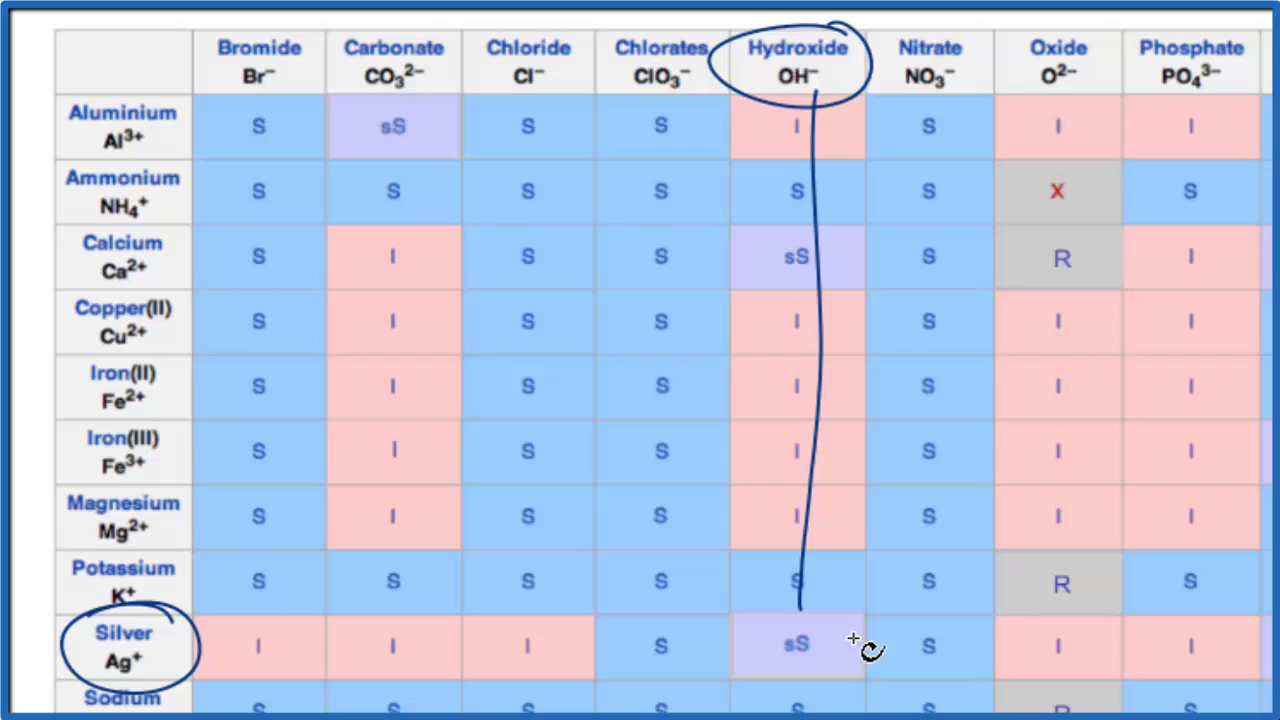 Bromide Carbonate Chloride Chlorates Hydroxide Nitrate Oxide Phosphate
Br⁻ CO₃²⁻ Cl⁻ ClO₃⁻ OH⁻ NO₃⁻ O²⁻ PO₄³⁻
Aluminium
Al³⁺ S sS S S I S I I
Ammonium
NH₄⁺ S S S S S S X S
Calcium
Ca²⁺ S I S S sS S R I
Copper(II)
Cu²⁺ S I S S I S I I
Iron(II)
Fe²⁺ S I S S I S I I
Iron(III)
Fe³⁺ S I S S I S I I
Magnesium
Mg²⁺ S I S S I S I I
Potassium
K⁺ S S S S S S R S
Silver
Ag⁺ I I I S sS S I I
Sodium S S S S S S R S